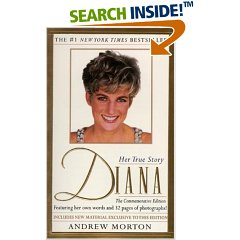 SEARCH INSIDE!™
THE #1 NEW YORK TIMES BESTSELLER
Her True Story
DIANA
The Commemorative Edition
Featuring her own words and 32 pages of photographs!
INCLUDES NEW MATERIAL EXCLUSIVE TO THIS EDITION
ANDREW MORTON